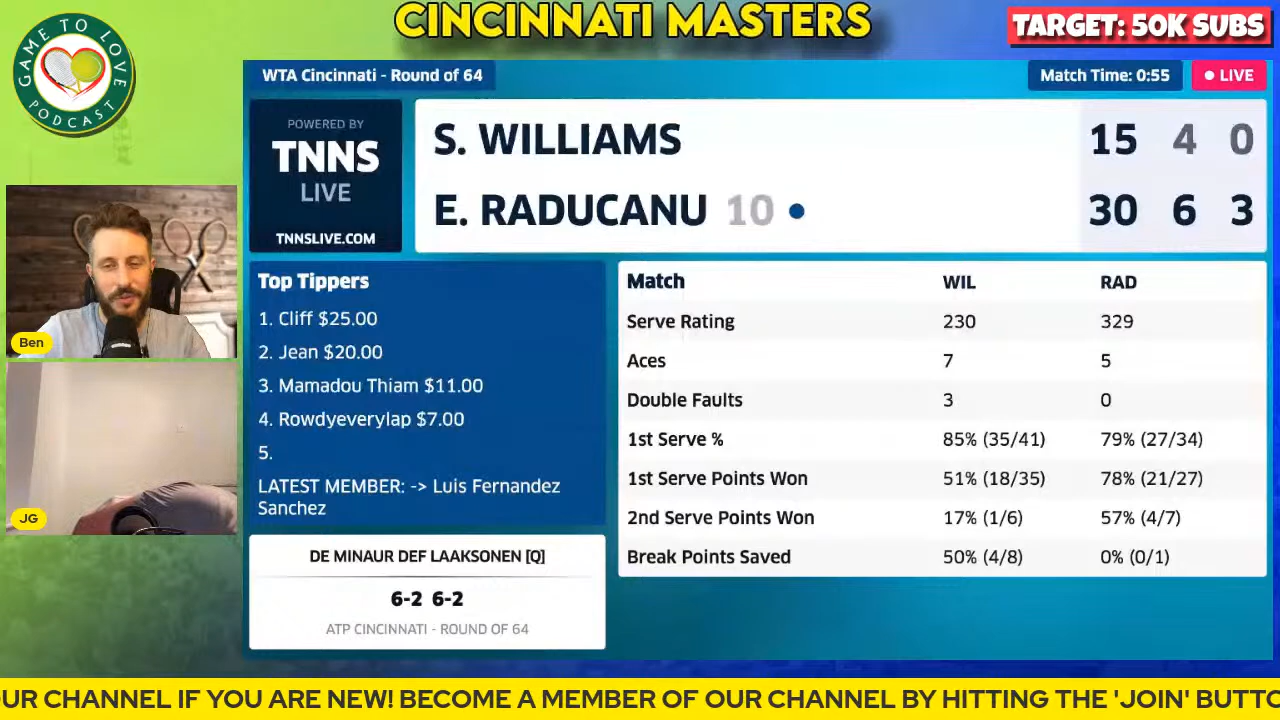 GAME TO LOVE
PODCAST
CINCINNATI MASTERS
TARGET: 50K SUBS
WTA Cincinnati - Round of 64
Match Time: 0:55
LIVE
POWERED BY
TNNS
LIVE
TNNSLIVE.COM
S. WILLIAMS 15 4 0
E. RADUCANU 10 30 6 3
Ben
JG
Top Tippers
1. Cliff $25.00
2. Jean $20.00
3. Mamadou Thiam $11.00
4. Rowdyeverylap $7.00
5.
LATEST MEMBER: -> Luis Fernandez
Sanchez
DE MINAUR DEF LAAKSONEN [Q]
6-2 6-2
ATP CINCINNATI - ROUND OF 64
Match WIL RAD
Serve Rating 230 329
Aces 7 5
Double Faults 3 0
1st Serve % 85% (35/41) 79% (27/34)
1st Serve Points Won 51% (18/35) 78% (21/27)
2nd Serve Points Won 17% (1/6) 57% (4/7)
Break Points Saved 50% (4/8) 0% (0/1)
OUR CHANNEL IF YOU ARE NEW! BECOME A MEMBER OF OUR CHANNEL BY HITTING THE 'JOIN' BUTTO